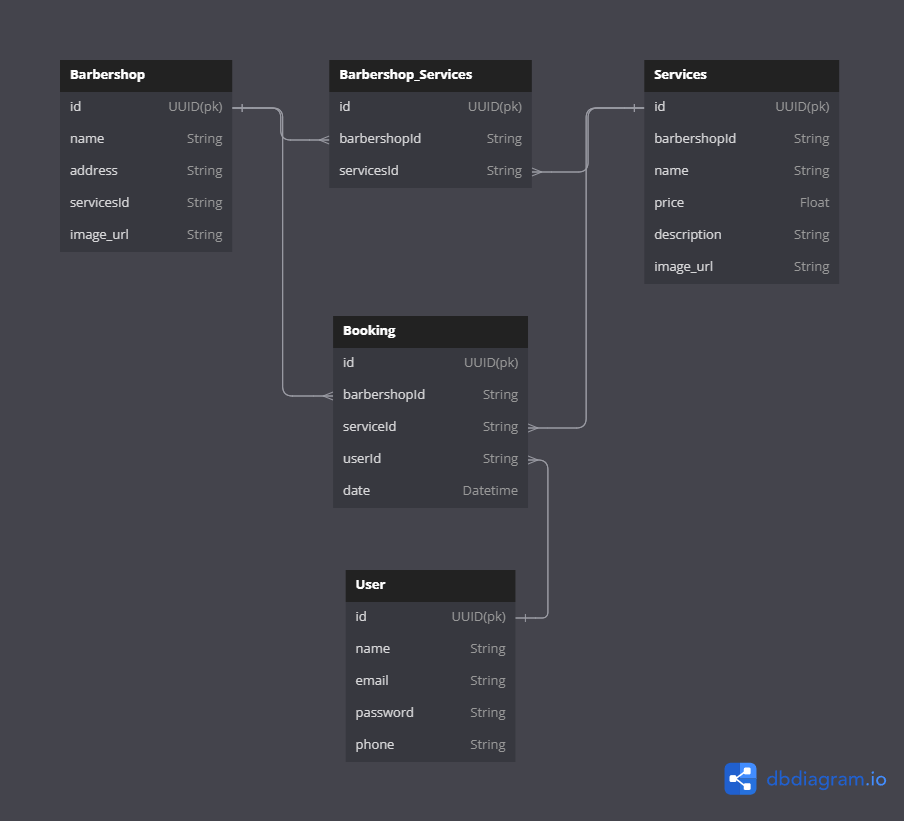 Barbershop
id UUID(pk)
name String
address String
servicesId String
image_url String
Barbershop_Services
id UUID(pk)
barbershopId String
servicesId String
Services
id UUID(pk)
barbershopId String
name String
price Float
description String
image_url String
Booking
id UUID(pk)
barbershopId String
serviceId String
userId String
date Datetime
User
id UUID(pk)
name String
email String
password String
phone String
dbdiagram.io